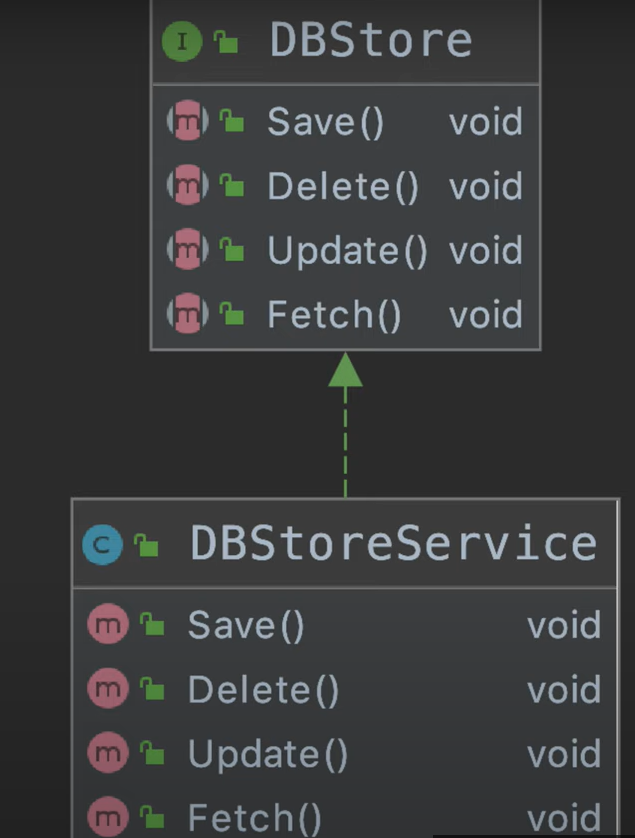 I DBStore
m Save() void
m Delete() void
m Update() void
m Fetch() void
C DBStoreService
m Save() void
m Delete() void
m Update() void
m Fetch() void